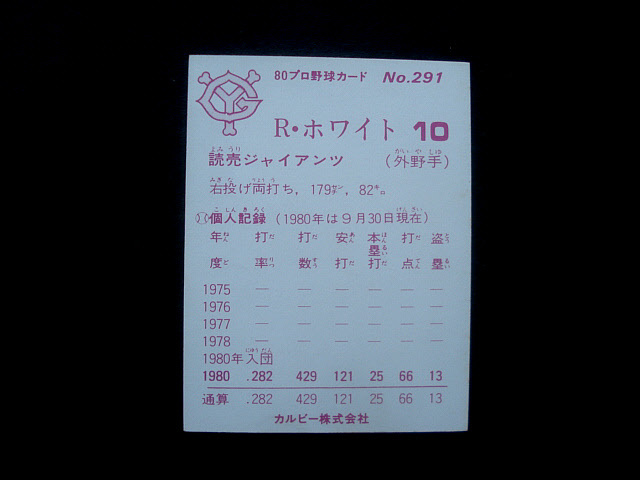 80プロ野球カード No.291
R・ホワイト 10
読売ジャイアンツ (外野手)
右投げ両打ち, 179㌢, 82㌔
個人記録 (1980年は9月30日現在)
年度 打率 打数 安打 本塁打 打点 盗塁
1975 — — — — — —
1976 — — — — — —
1977 — — — — — —
1978 — — — — — —
1980年入団
1980 .282 429 121 25 66 13
通算 .282 429 121 25 66 13
カルビー株式会社